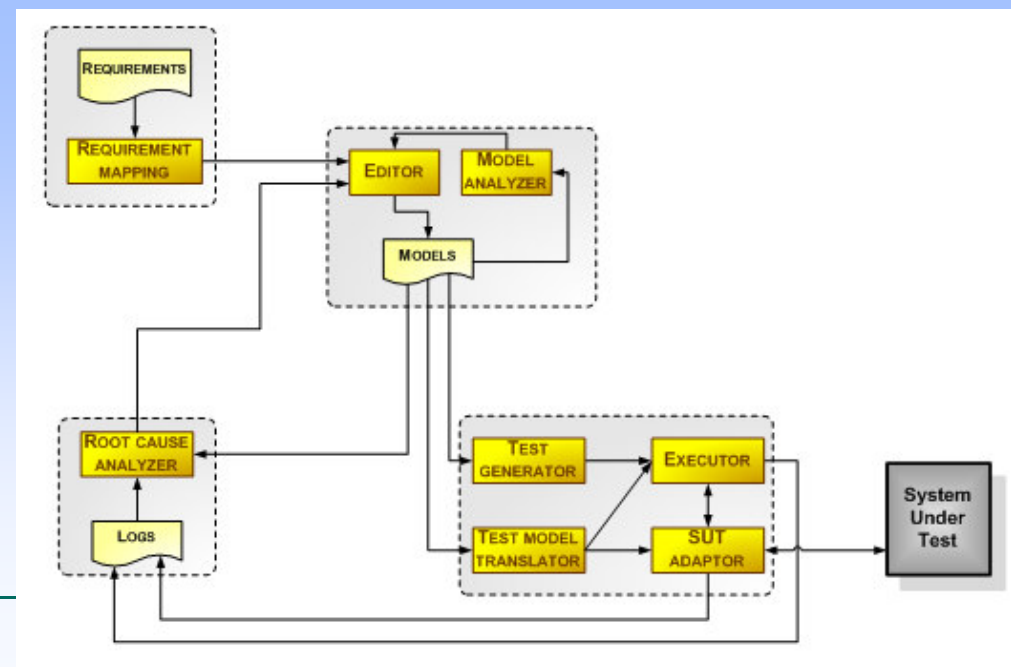 REQUIREMENTS
REQUIREMENT
MAPPING
EDITOR
MODEL
ANALYZER
MODELS
ROOT CAUSE
ANALYZER
LOGS
TEST
GENERATOR
EXECUTOR
TEST MODEL
TRANSLATOR
SUT
ADAPTOR
System
Under
Test